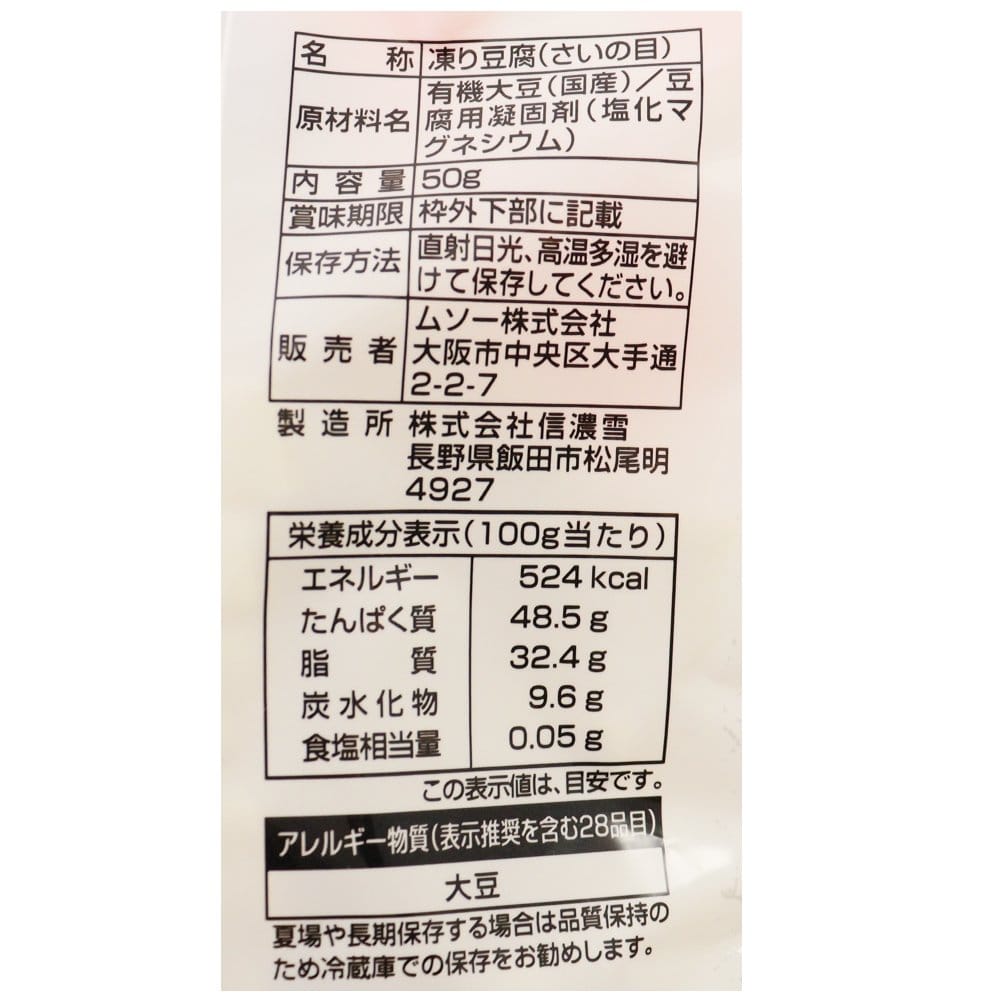 名称 凍り豆腐(さいの目)
原材料名 有機大豆(国産)/豆
腐用凝固剤(塩化マ
グネシウム)
内容量 50g
賞味期限 枠外下部に記載
保存方法 直射日光、高温多湿を避
けて保存してください。
販売者 ムソー株式会社
大阪市中央区大手通
2-2-7
製造所 株式会社信濃雪
長野県飯田市松尾明
4927
栄養成分表示(100g当たり)
エネルギー 524kcal
たんぱく質 48.5g
脂質 32.4g
炭水化物 9.6g
食塩相当量 0.05g
この表示値は、目安です。
アレルギー物質(表示推奨を含む28品目)
大豆
夏場や長期保存する場合は品質保持の
ため冷蔵庫での保存をお勧めします。